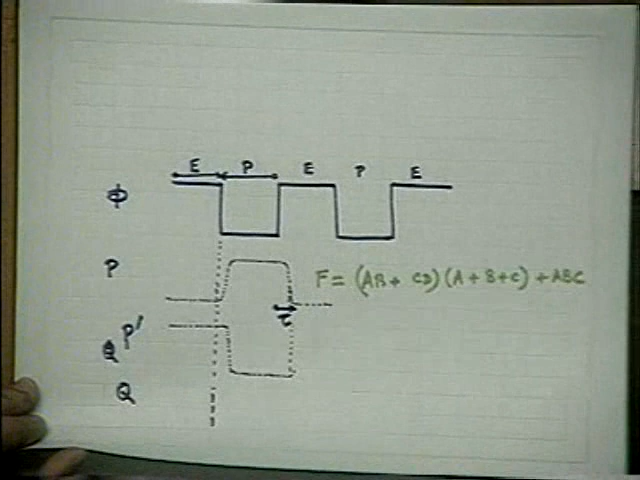 E P E P E
Φ
P F = (AB + CD) (A + B + C) + ABC
τ
P'
Q